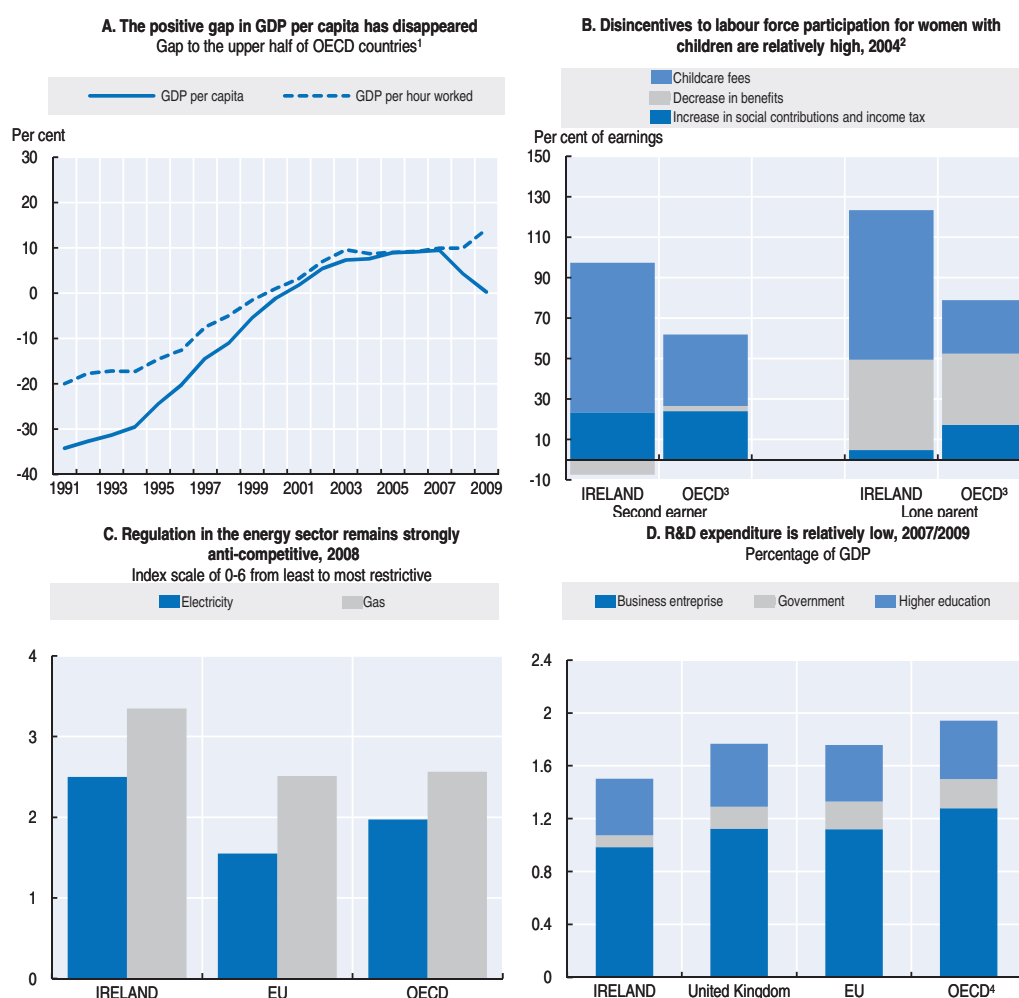 A. The positive gap in GDP per capita has disappeared
Gap to the upper half of OECD countries¹
GDP per capita
GDP per hour worked
Per cent
30
20
10
0
-10
-20
-30
-40
1991 1993 1995 1997 1999 2001 2003 2005 2007 2009
B. Disincentives to labour force participation for women with
children are relatively high, 2004²
Childcare fees
Decrease in benefits
Increase in social contributions and income tax
Per cent of earnings
150
130
110
90
70
50
30
10
-10
IRELAND OECD³ IRELAND OECD³
Second earner Lone parent
C. Regulation in the energy sector remains strongly
anti-competitive, 2008
Index scale of 0-6 from least to most restrictive
Electricity Gas
4
3
2
1
0
IRELAND EU OECD
D. R&D expenditure is relatively low, 2007/2009
Percentage of GDP
Business entreprise Government Higher education
2.4
2
1.6
1.2
0.8
0.4
0
IRELAND United Kingdom EU OECD⁴